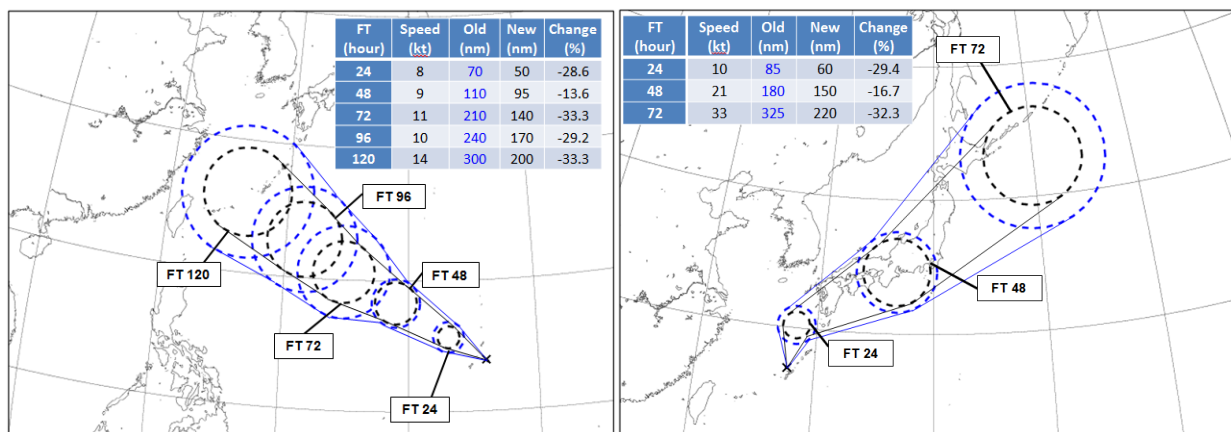 FT Speed Old New Change
(hour) (kt) (nm) (nm) (%)
24 8 70 50 -28.6
48 9 110 95 -13.6
72 11 210 140 -33.3
96 10 240 170 -29.2
120 14 300 200 -33.3
FT 96
FT 120
FT 48
FT 72
FT 24
FT Speed Old New Change
(hour) (kt) (nm) (nm) (%)
24 10 85 60 -29.4
48 21 180 150 -16.7
72 33 325 220 -32.3
FT 72
FT 48
FT 24